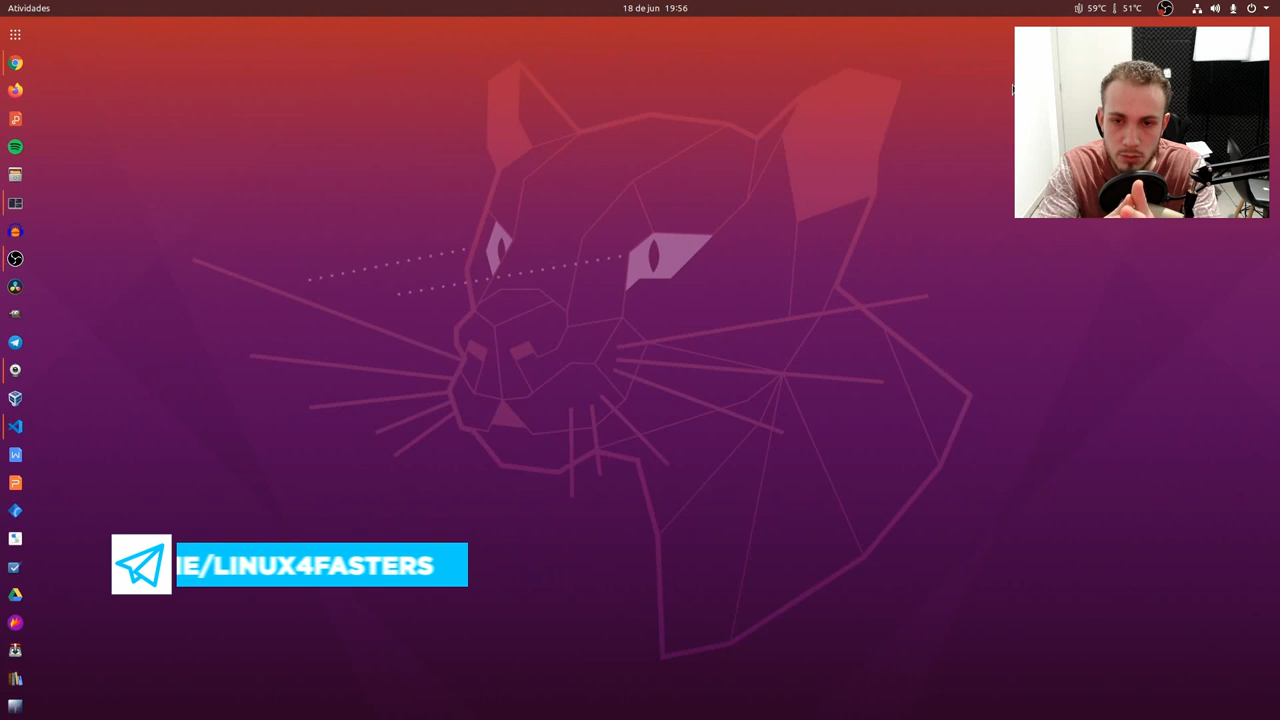 Atividades
18 de jun 19:56
59°C
51°C
IE/LINUX4FASTERS